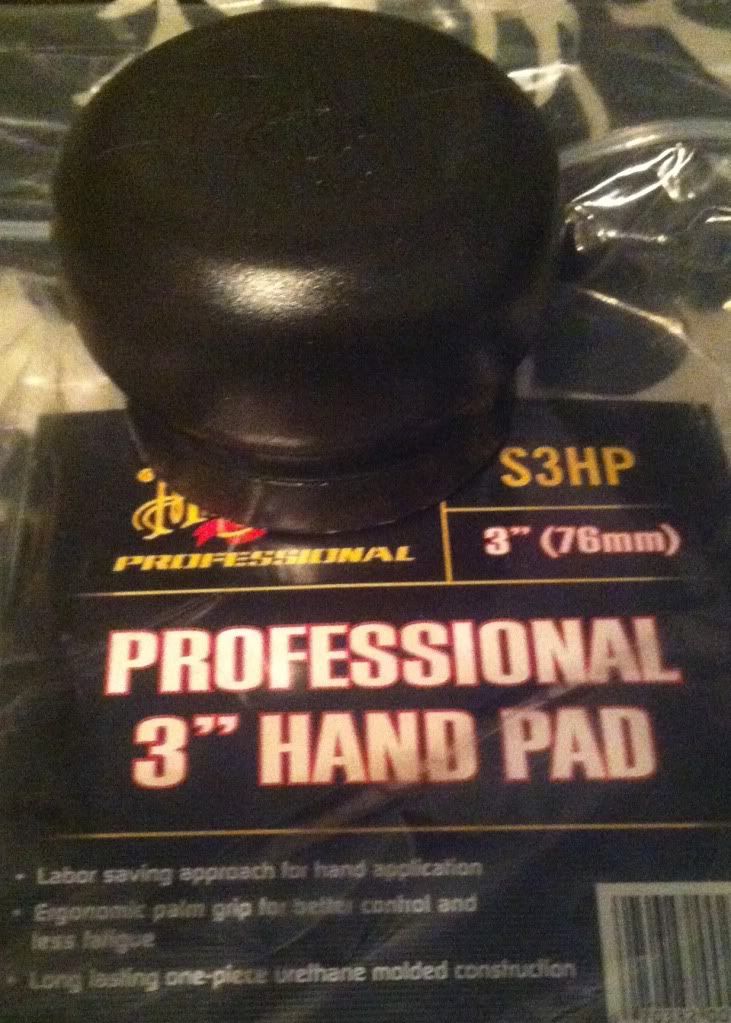 S3HP
3” (76mm)
PROFESSIONAL
PROFESSIONAL
3” HAND PAD
• Labor saving approach for hand application
• Ergonomic palm grip for better control and
less fatigue
• Long lasting one-piece urethane molded construction